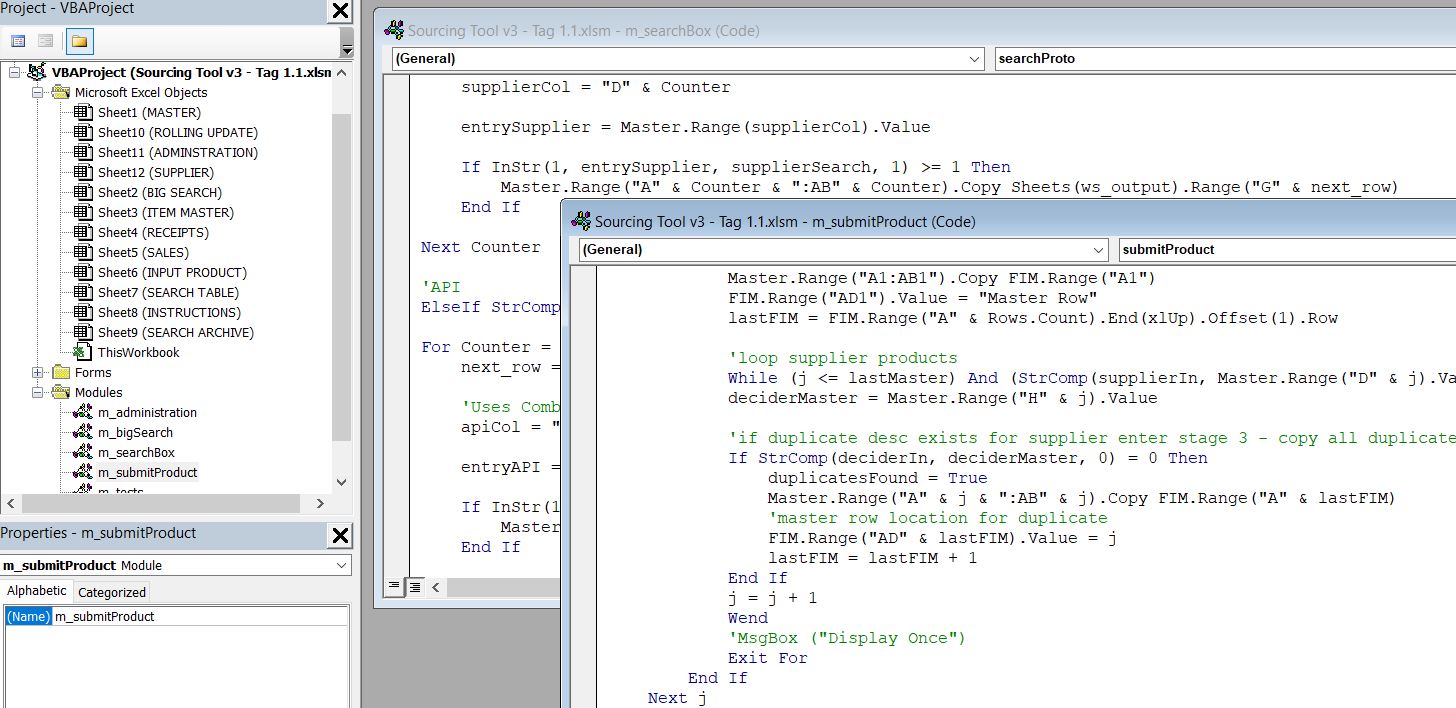 Project - VBAProject
VBAProject (Sourcing Tool v3 - Tag 1.1.xlsm
Microsoft Excel Objects
Sheet1 (MASTER)
Sheet10 (ROLLING UPDATE)
Sheet11 (ADMINSTRATION)
Sheet12 (SUPPLIER)
Sheet2 (BIG SEARCH)
Sheet3 (ITEM MASTER)
Sheet4 (RECEIPTS)
Sheet5 (SALES)
Sheet6 (INPUT PRODUCT)
Sheet7 (SEARCH TABLE)
Sheet8 (INSTRUCTIONS)
Sheet9 (SEARCH ARCHIVE)
ThisWorkbook
Forms
Modules
m_administration
m_bigSearch
m_searchBox
m_submitProduct
m_tests
Properties - m_submitProduct
m_submitProduct Module
Alphabetic Categorized
(Name) m_submitProduct
Sourcing Tool v3 - Tag 1.1.xlsm - m_searchBox (Code)
(General) searchProto
supplierCol = "D" & Counter
entrySupplier = Master.Range(supplierCol).Value
If InStr(1, entrySupplier, supplierSearch, 1) >= 1 Then
Master.Range("A" & Counter & ":AB" & Counter).Copy Sheets(ws_output).Range("G" & next_row)
End If
Next Counter
'API
ElseIf StrComp
For Counter =
next_row =
'Uses Comb
apiCol = "
entryAPI =
If InStr(1
Master
End If
Sourcing Tool v3 - Tag 1.1.xlsm - m_submitProduct (Code)
(General) submitProduct
Master.Range("A1:AB1").Copy FIM.Range("A1")
FIM.Range("AD1").Value = "Master Row"
lastFIM = FIM.Range("A" & Rows.Count).End(xlUp).Offset(1).Row
'loop supplier products
While (j <= lastMaster) And (StrComp(supplierIn, Master.Range("D" & j).Va
deciderMaster = Master.Range("H" & j).Value
'if duplicate desc exists for supplier enter stage 3 - copy all duplicate
If StrComp(deciderIn, deciderMaster, 0) = 0 Then
duplicatesFound = True
Master.Range("A" & j & ":AB" & j).Copy FIM.Range("A" & lastFIM)
'master row location for duplicate
FIM.Range("AD" & lastFIM).Value = j
lastFIM = lastFIM + 1
End If
j = j + 1
Wend
'MsgBox ("Display Once")
Exit For
End If
Next j